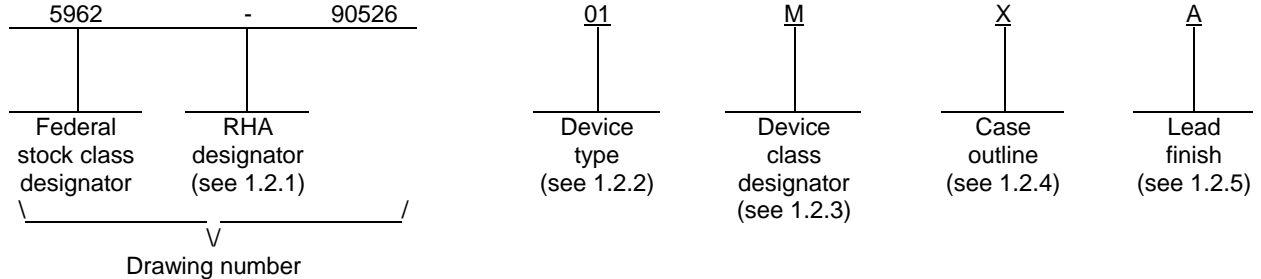 5962 - 90526 01 M X A
Federal stock class designator
RHA designator (see 1.2.1)
Device type (see 1.2.2)
Device class designator (see 1.2.3)
Case outline (see 1.2.4)
Lead finish (see 1.2.5)
\ /
\/
Drawing number